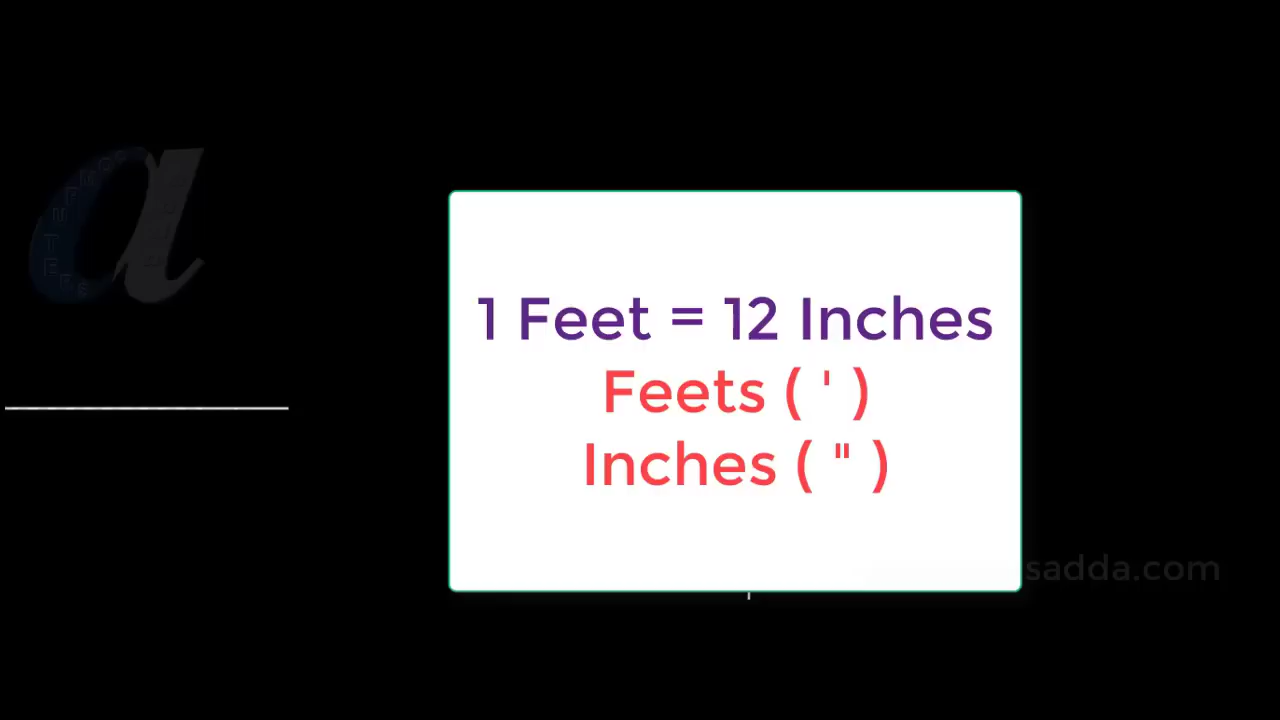 1 Feet = 12 Inches
Feets ( ' )
Inches ( " )
sadda.com